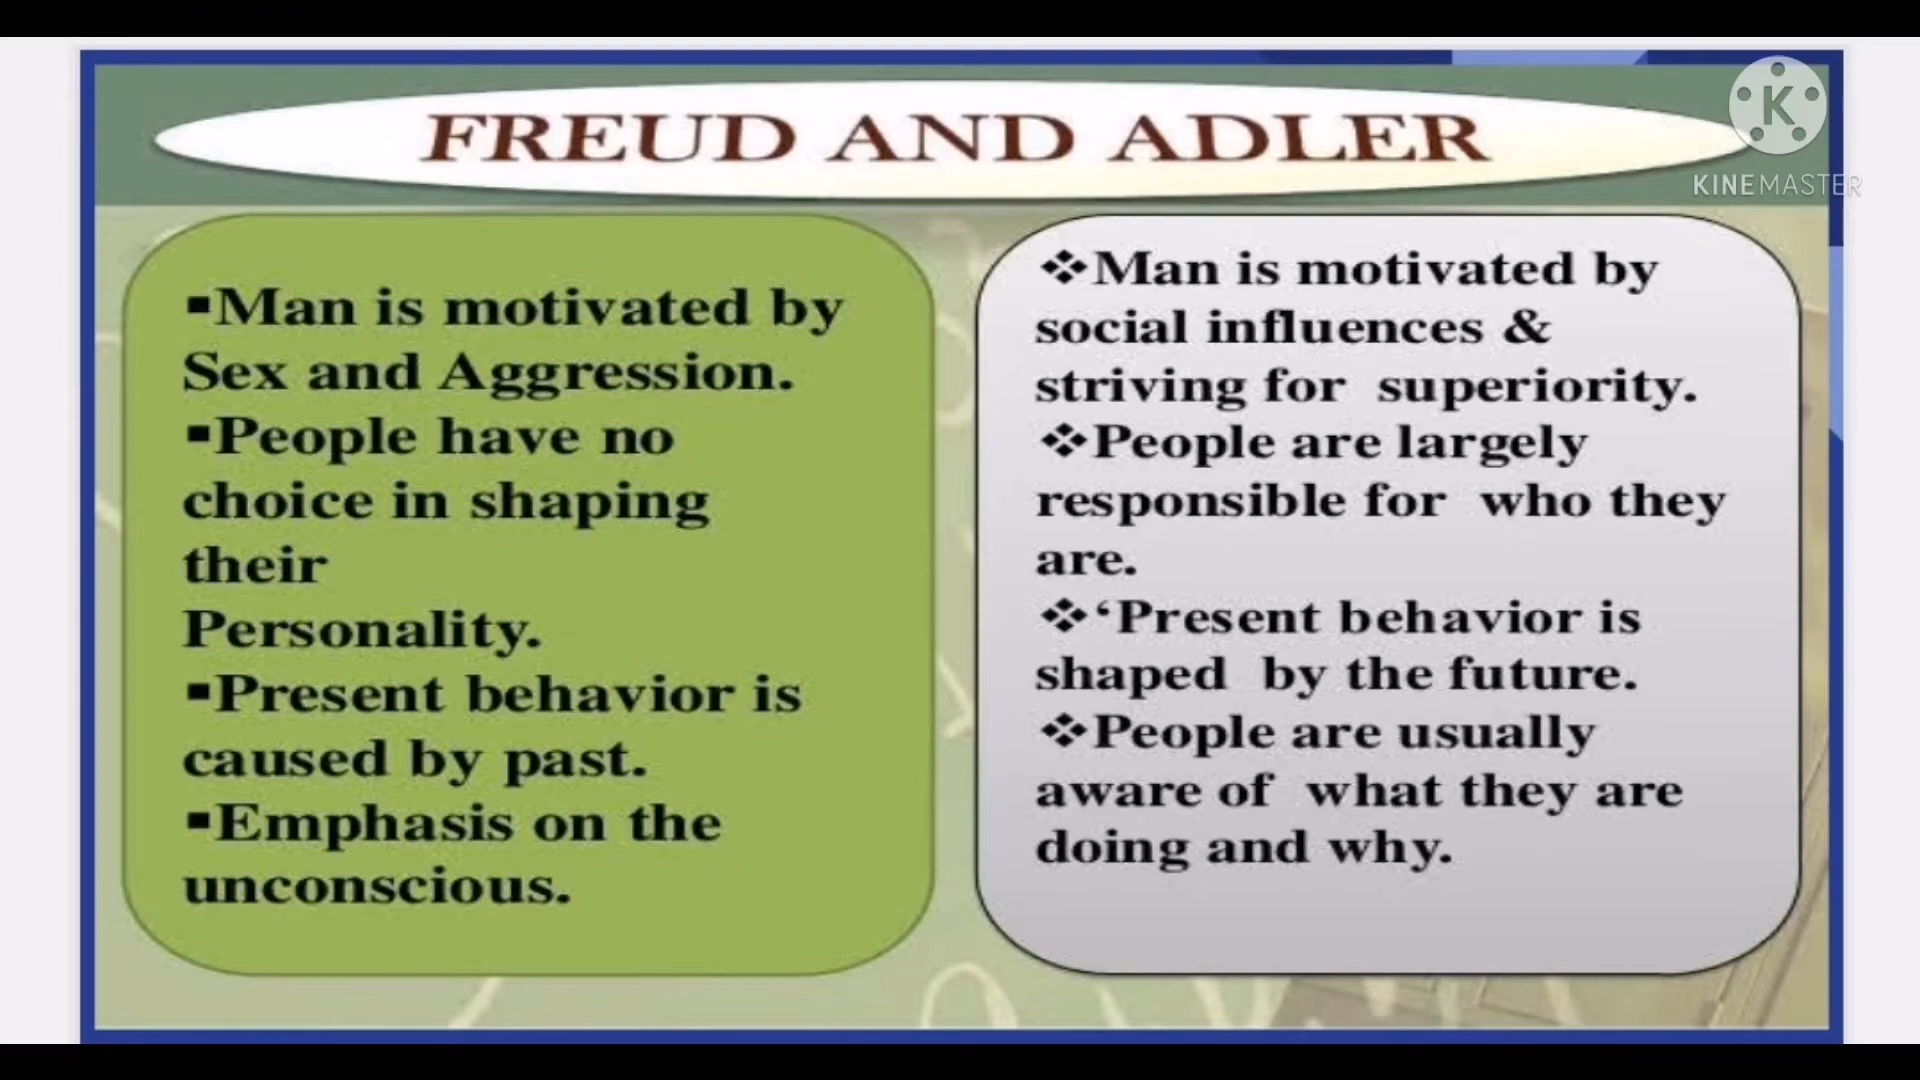 FREUD AND ADLER
KINEMASTER
▪Man is motivated by
Sex and Aggression.
▪People have no
choice in shaping
their
Personality.
▪Present behavior is
caused by past.
▪Emphasis on the
unconscious.
❖Man is motivated by
social influences &
striving for superiority.
❖People are largely
responsible for who they
are.
❖‘Present behavior is
shaped by the future.
❖People are usually
aware of what they are
doing and why.